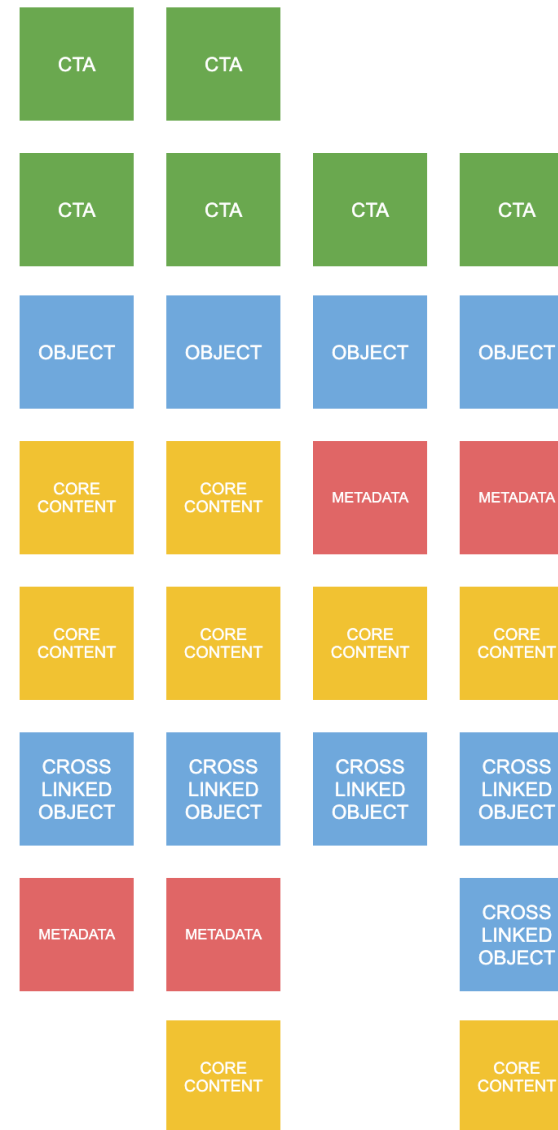 CTA CTA
CTA CTA CTA CTA
OBJECT OBJECT OBJECT OBJECT
CORE CONTENT CORE CONTENT METADATA METADATA
CORE CONTENT CORE CONTENT CORE CONTENT CORE CONTENT
CROSS LINKED OBJECT CROSS LINKED OBJECT CROSS LINKED OBJECT CROSS LINKED OBJECT
METADATA METADATA CROSS LINKED OBJECT
CORE CONTENT CORE CONTENT